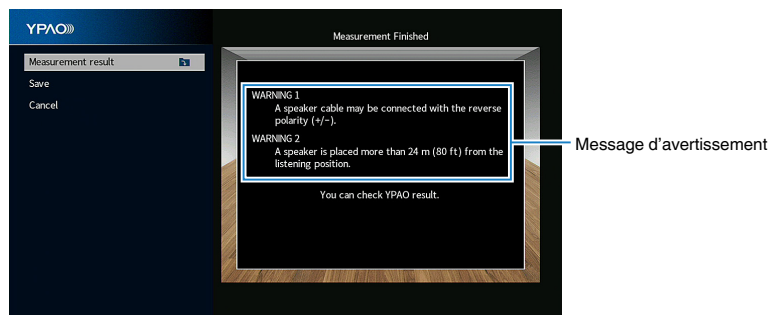 YPAO
Measurement Finished
Measurement result
Save
Cancel
WARNING 1
A speaker cable may be connected with the reverse
polarity (+/-).
WARNING 2
A speaker is placed more than 24 m (80 ft) from the
listening position.
You can check YPAO result.
Message d'avertissement